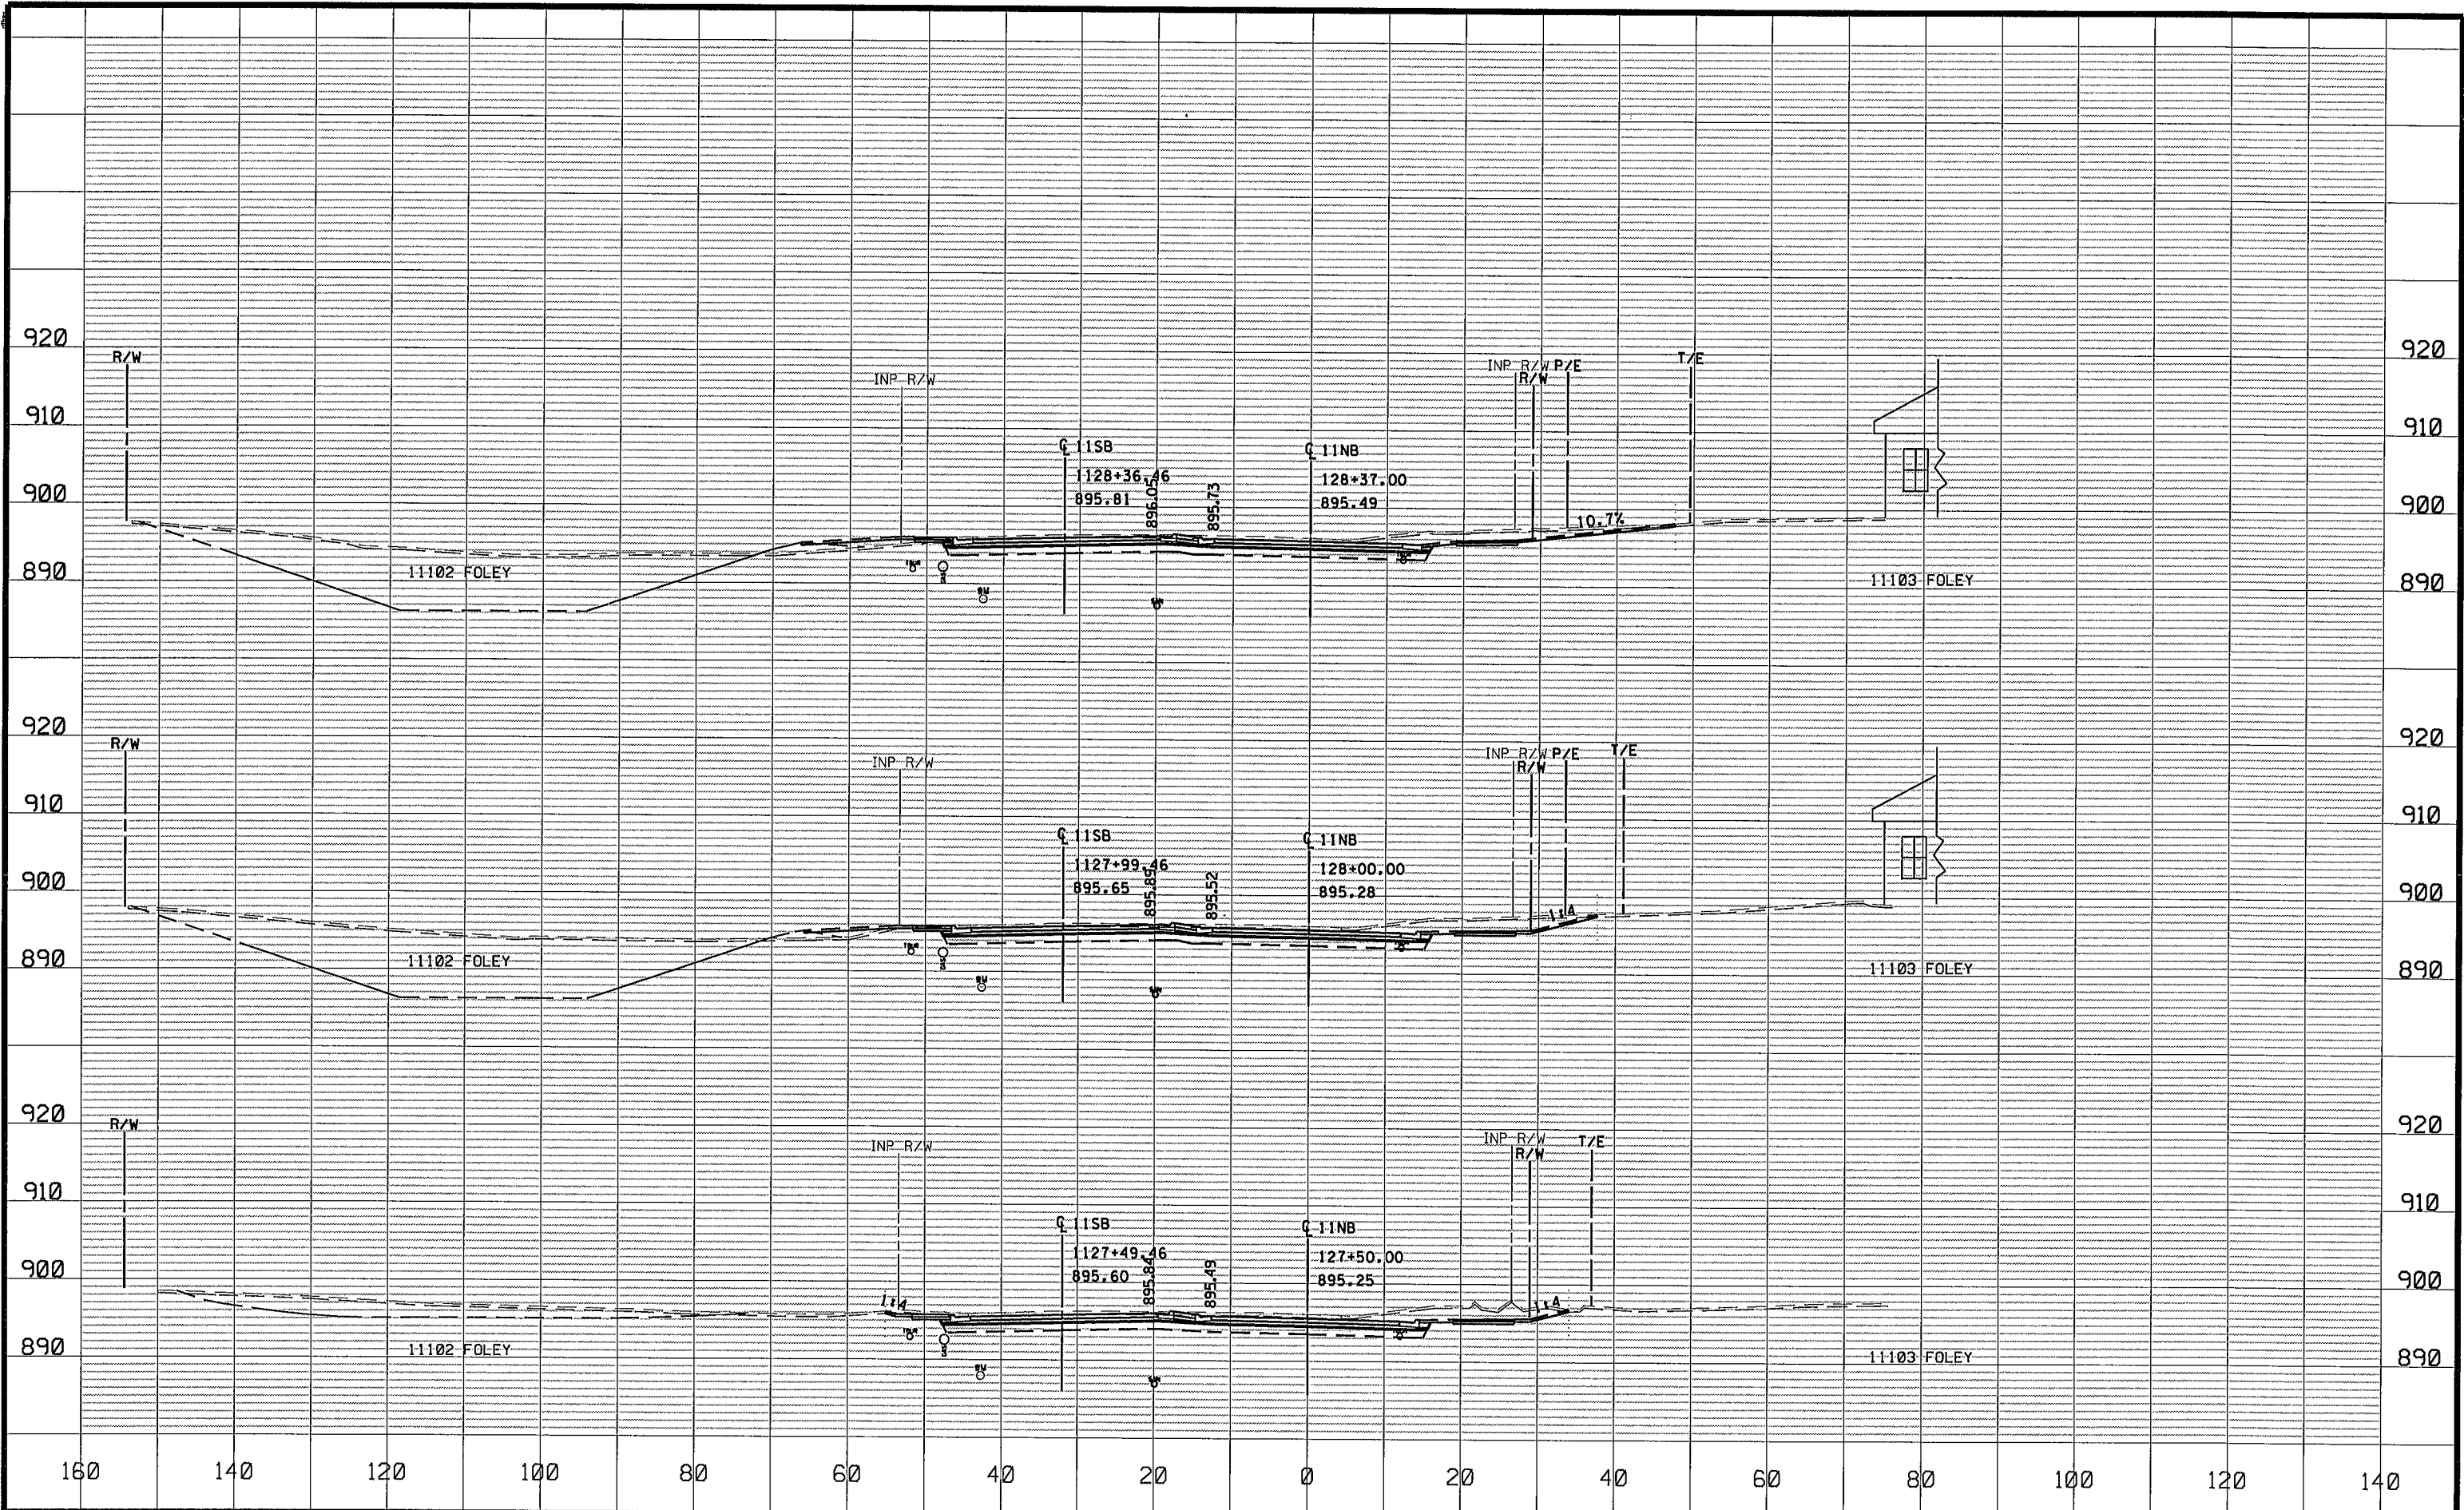 920 920
R/W INP R/W INP R/W P/E T/E
R/W
910 910
℄ 11SB ℄ 11NB
1128+36.46 896.05 895.73 128+37.00
900 895.81 895.49 900
10.7%
890 11102 FOLEY 11103 FOLEY 890
920 920
R/W INP R/W INP R/W P/E T/E
R/W
910 910
℄ 11SB ℄ 11NB
1127+99.46 895.89 895.52 128+00.00
900 895.65 895.28 900
1:4
890 11102 FOLEY 11103 FOLEY 890
920 920
R/W INP R/W INP R/W T/E
R/W
910 910
℄ 11SB ℄ 11NB
1127+49.46 895.84 895.49 127+50.00
900 895.60 895.25 900
1:4 1:4
890 11102 FOLEY 11103 FOLEY 890
160 140 120 100 80 60 40 20 0 20 40 60 80 100 120 140